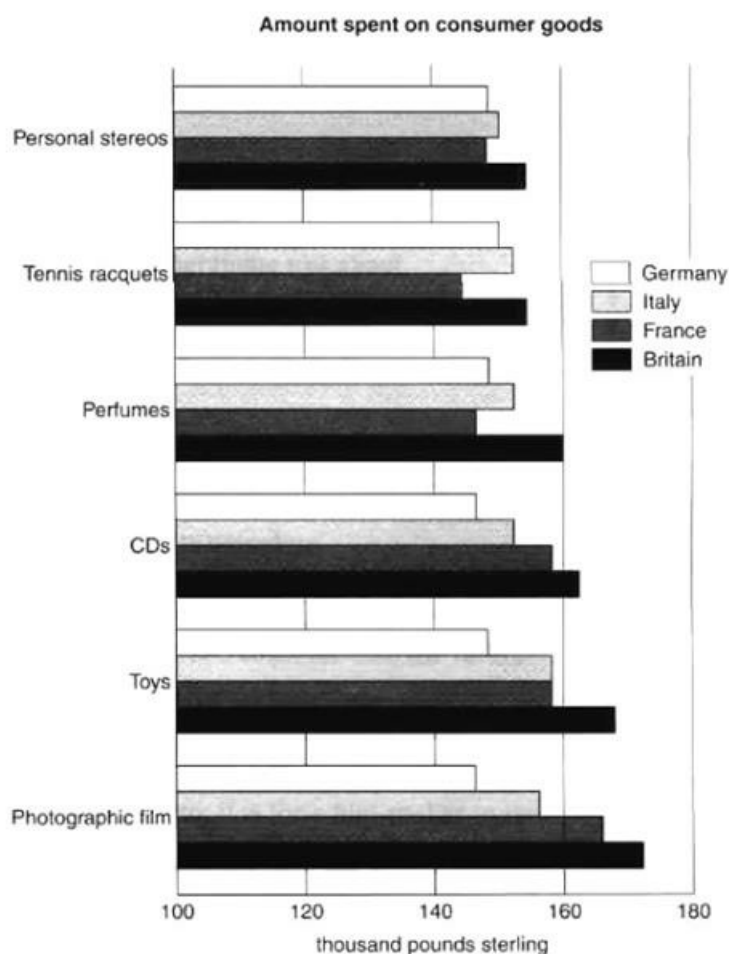 Amount spent on consumer goods
Personal stereos
Tennis racquets
Perfumes
CDs
Toys
Photographic film
Germany
Italy
France
Britain
100 120 140 160 180
thousand pounds sterling